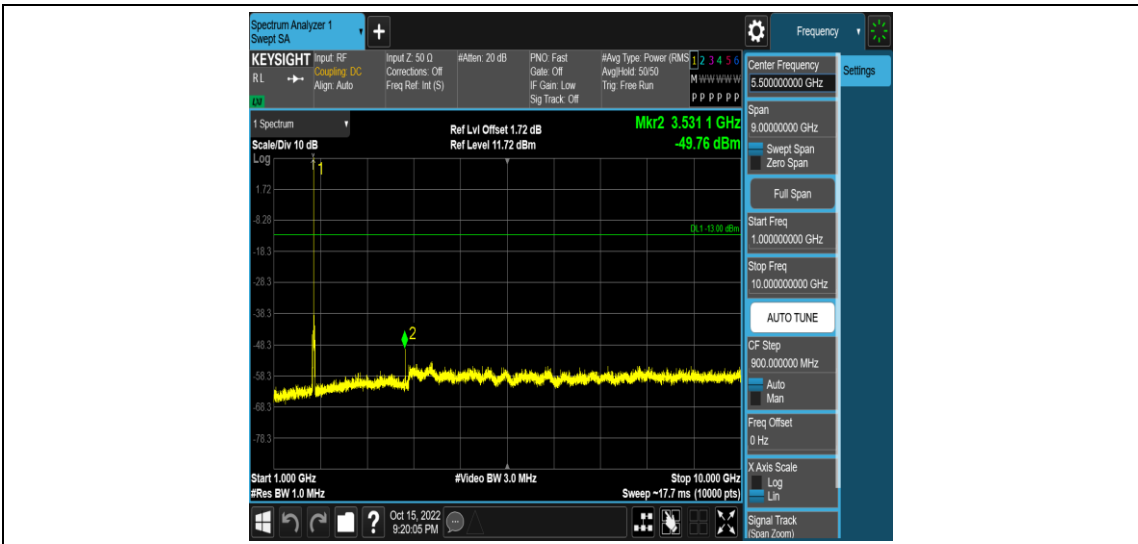 Spectrum Analyzer 1
Swept SA
+
Frequency
KEYSIGHT
RL
LXI
Input: RF
Coupling: DC
Align: Auto
Input Z: 50 Ω
Corrections: Off
Freq Ref: Int (S)
#Atten: 20 dB
PNO: Fast
Gate: Off
IF Gain: Low
Sig Track: Off
#Avg Type: Power (RMS
Avg|Hold: 50/50
Trig: Free Run
1 2 3 4 5 6
M W W W W W
P P P P P P
1 Spectrum
Scale/Div 10 dB
Log
Ref Lvl Offset 1.72 dB
Ref Level 11.72 dBm
Mkr2 3.531 1 GHz
-49.76 dBm
1
1.72
-8.28
DL1 -13.00 dBm
-18.3
-28.3
-38.3
2
-48.3
-58.3
-68.3
-78.3
Start 1.000 GHz
#Res BW 1.0 MHz
#Video BW 3.0 MHz
Stop 10.000 GHz
Sweep ~17.7 ms (10000 pts)
?
Oct 15, 2022
9:20:05 PM
Settings
Center Frequency
5.500000000 GHz
Span
9.00000000 GHz
Swept Span
Zero Span
Full Span
Start Freq
1.000000000 GHz
Stop Freq
10.000000000 GHz
AUTO TUNE
CF Step
900.000000 MHz
Auto
Man
Freq Offset
0 Hz
X Axis Scale
Log
Lin
Signal Track
(Span Zoom)